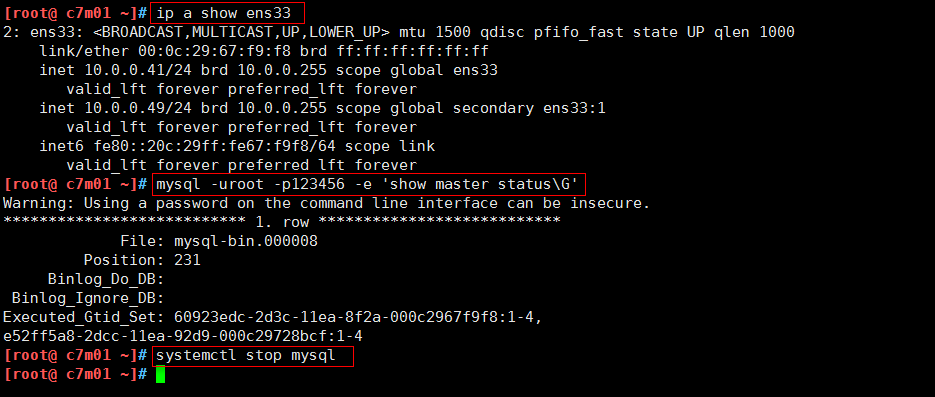 [root@ c7m01 ~]# ip a show ens33
2: ens33: <BROADCAST,MULTICAST,UP,LOWER_UP> mtu 1500 qdisc pfifo_fast state UP qlen 1000
    link/ether 00:0c:29:67:f9:f8 brd ff:ff:ff:ff:ff:ff
    inet 10.0.0.41/24 brd 10.0.0.255 scope global ens33
       valid_lft forever preferred_lft forever
    inet 10.0.0.49/24 brd 10.0.0.255 scope global secondary ens33:1
       valid_lft forever preferred_lft forever
    inet6 fe80::20c:29ff:fe67:f9f8/64 scope link
       valid_lft forever preferred_lft forever
[root@ c7m01 ~]# mysql -uroot -p123456 -e 'show master status\G'
Warning: Using a password on the command line interface can be insecure.
*************************** 1. row ***************************
             File: mysql-bin.000008
         Position: 231
     Binlog_Do_DB:
 Binlog_Ignore_DB:
Executed_Gtid_Set: 60923edc-2d3c-11ea-8f2a-000c2967f9f8:1-4,
e52ff5a8-2dcc-11ea-92d9-000c29728bcf:1-4
[root@ c7m01 ~]# systemctl stop mysql
[root@ c7m01 ~]#